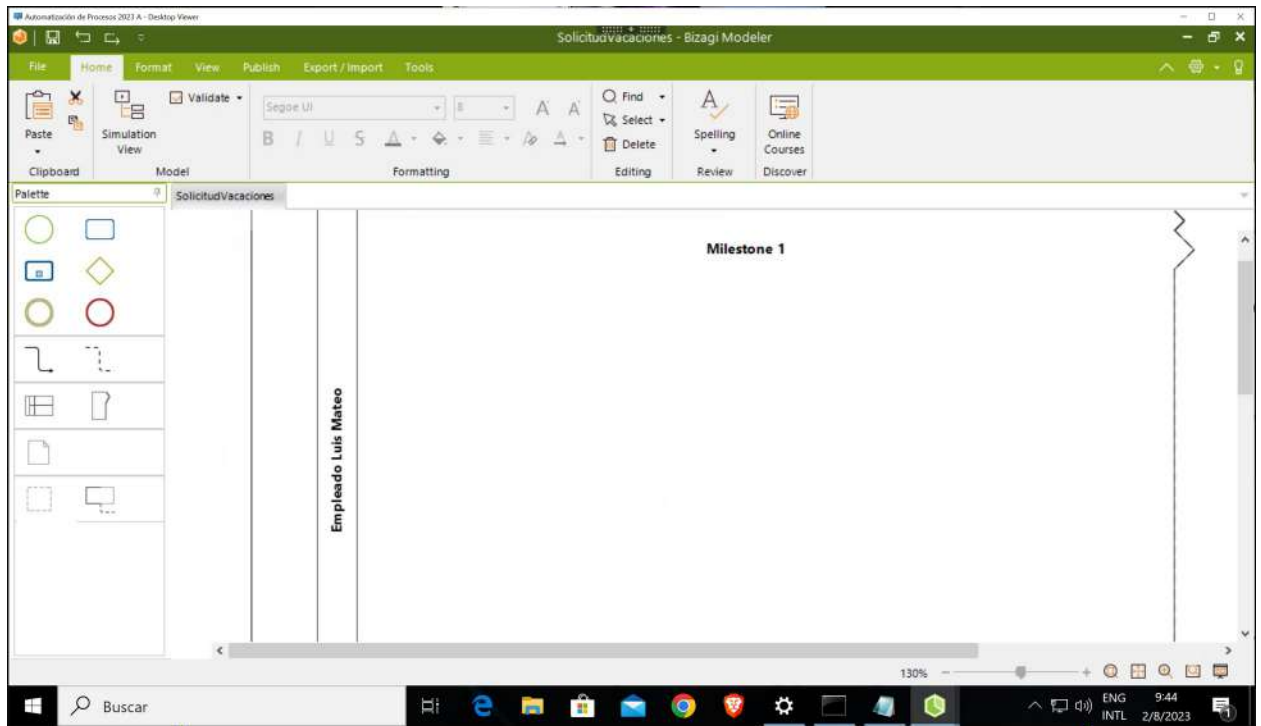 Automatización de Procesos 2023 A - Desktop Viewer
SolicitudVacaciones - Bizagi Modeler
File Home Format View Publish Export / Import Tools
Paste
Simulation View
Validate
Segoe UI
8
A A
B I U S A A
Find
Select
Delete
Spelling
Online Courses
Clipboard Model Formatting Editing Review Discover
Palette
SolicitudVacaciones
Milestone 1
Empleado Luis Mateo
130%
Buscar
ENG
INTL
9:44
2/8/2023
1